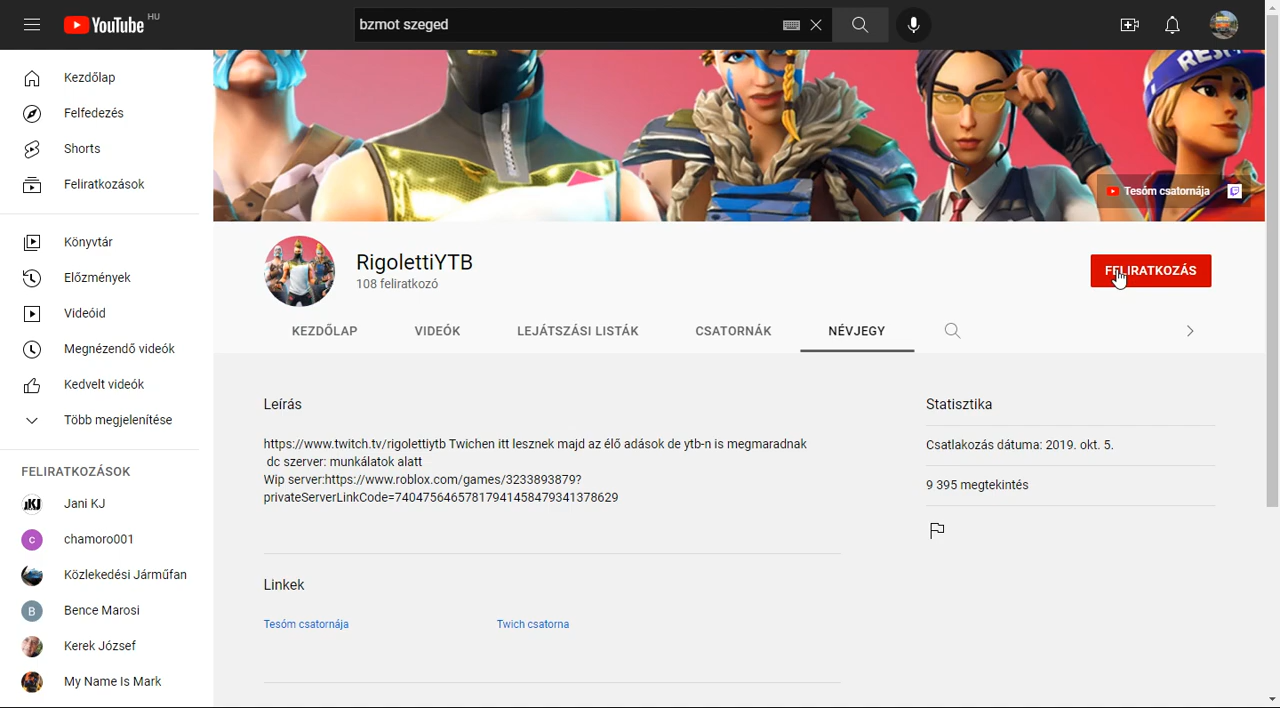 YouTube HU
bzmot szeged
Kezdőlap
Felfedezés
Shorts
Feliratkozások
Könyvtár
Előzmények
Videóid
Megnézendő videók
Kedvelt videók
Több megjelenítése
FELIRATKOZÁSOK
Jani KJ
chamoro001
Közlekedési Járműfan
Bence Marosi
Kerek József
My Name Is Mark
Tesóm csatornája
RigolettiYTB
108 feliratkozó
FELIRATKOZÁS
KEZDŐLAP VIDEÓK LEJÁTSZÁSI LISTÁK CSATORNÁK NÉVJEGY
Leírás
https://www.twitch.tv/rigolettiytb Twichen itt lesznek majd az élő adások de ytb-n is megmaradnak
dc szerver: munkálatok alatt
Wip server:https://www.roblox.com/games/3233893879?
privateServerLinkCode=74047564657817941458479341378629
Linkek
Tesóm csatornája Twich csatorna
Statisztika
Csatlakozás dátuma: 2019. okt. 5.
9 395 megtekintés